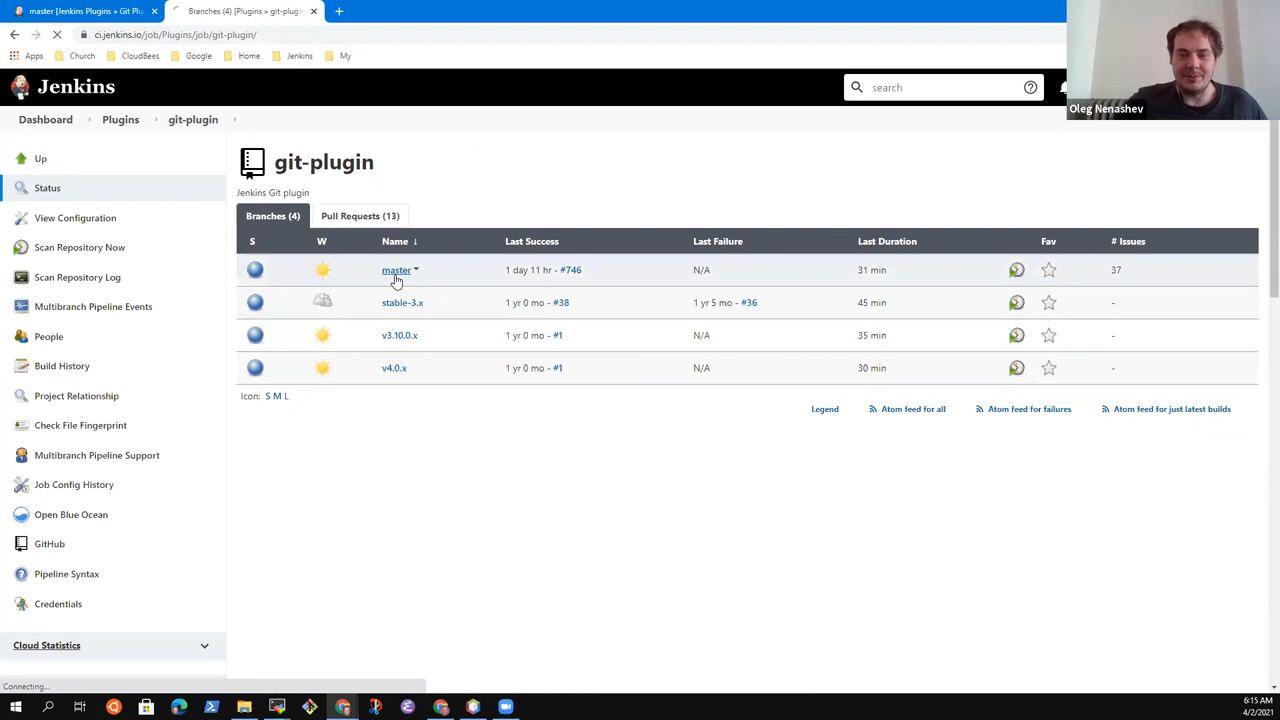 master [Jenkins Plugins » Git Plu
Branches (4) [Plugins » git-plugin
ci.jenkins.io/job/Plugins/job/git-plugin/
Apps
Church
CloudBees
Google
Home
Jenkins
My
Oleg Nenashev
Jenkins
search
Dashboard
Plugins
git-plugin
Up
Status
View Configuration
Scan Repository Now
Scan Repository Log
Multibranch Pipeline Events
People
Build History
Project Relationship
Check File Fingerprint
Multibranch Pipeline Support
Job Config History
Open Blue Ocean
GitHub
Pipeline Syntax
Credentials
Cloud Statistics
git-plugin
Jenkins Git plugin
Branches (4) Pull Requests (13)
S W Name ↓ Last Success Last Failure Last Duration Fav # Issues
master 1 day 11 hr - #746 N/A 31 min 37
stable-3.x 1 yr 0 mo - #38 1 yr 5 mo - #36 45 min -
v3.10.0.x 1 yr 0 mo - #1 N/A 35 min -
v4.0.x 1 yr 0 mo - #1 N/A 30 min -
Icon: S M L
Legend Atom feed for all Atom feed for failures Atom feed for just latest builds
Connecting...
6:15 AM
4/2/2021